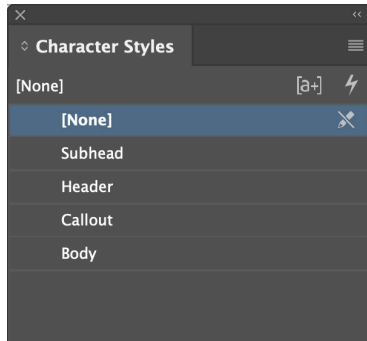 Character Styles
[None] [a+]
[None]
Subhead
Header
Callout
Body